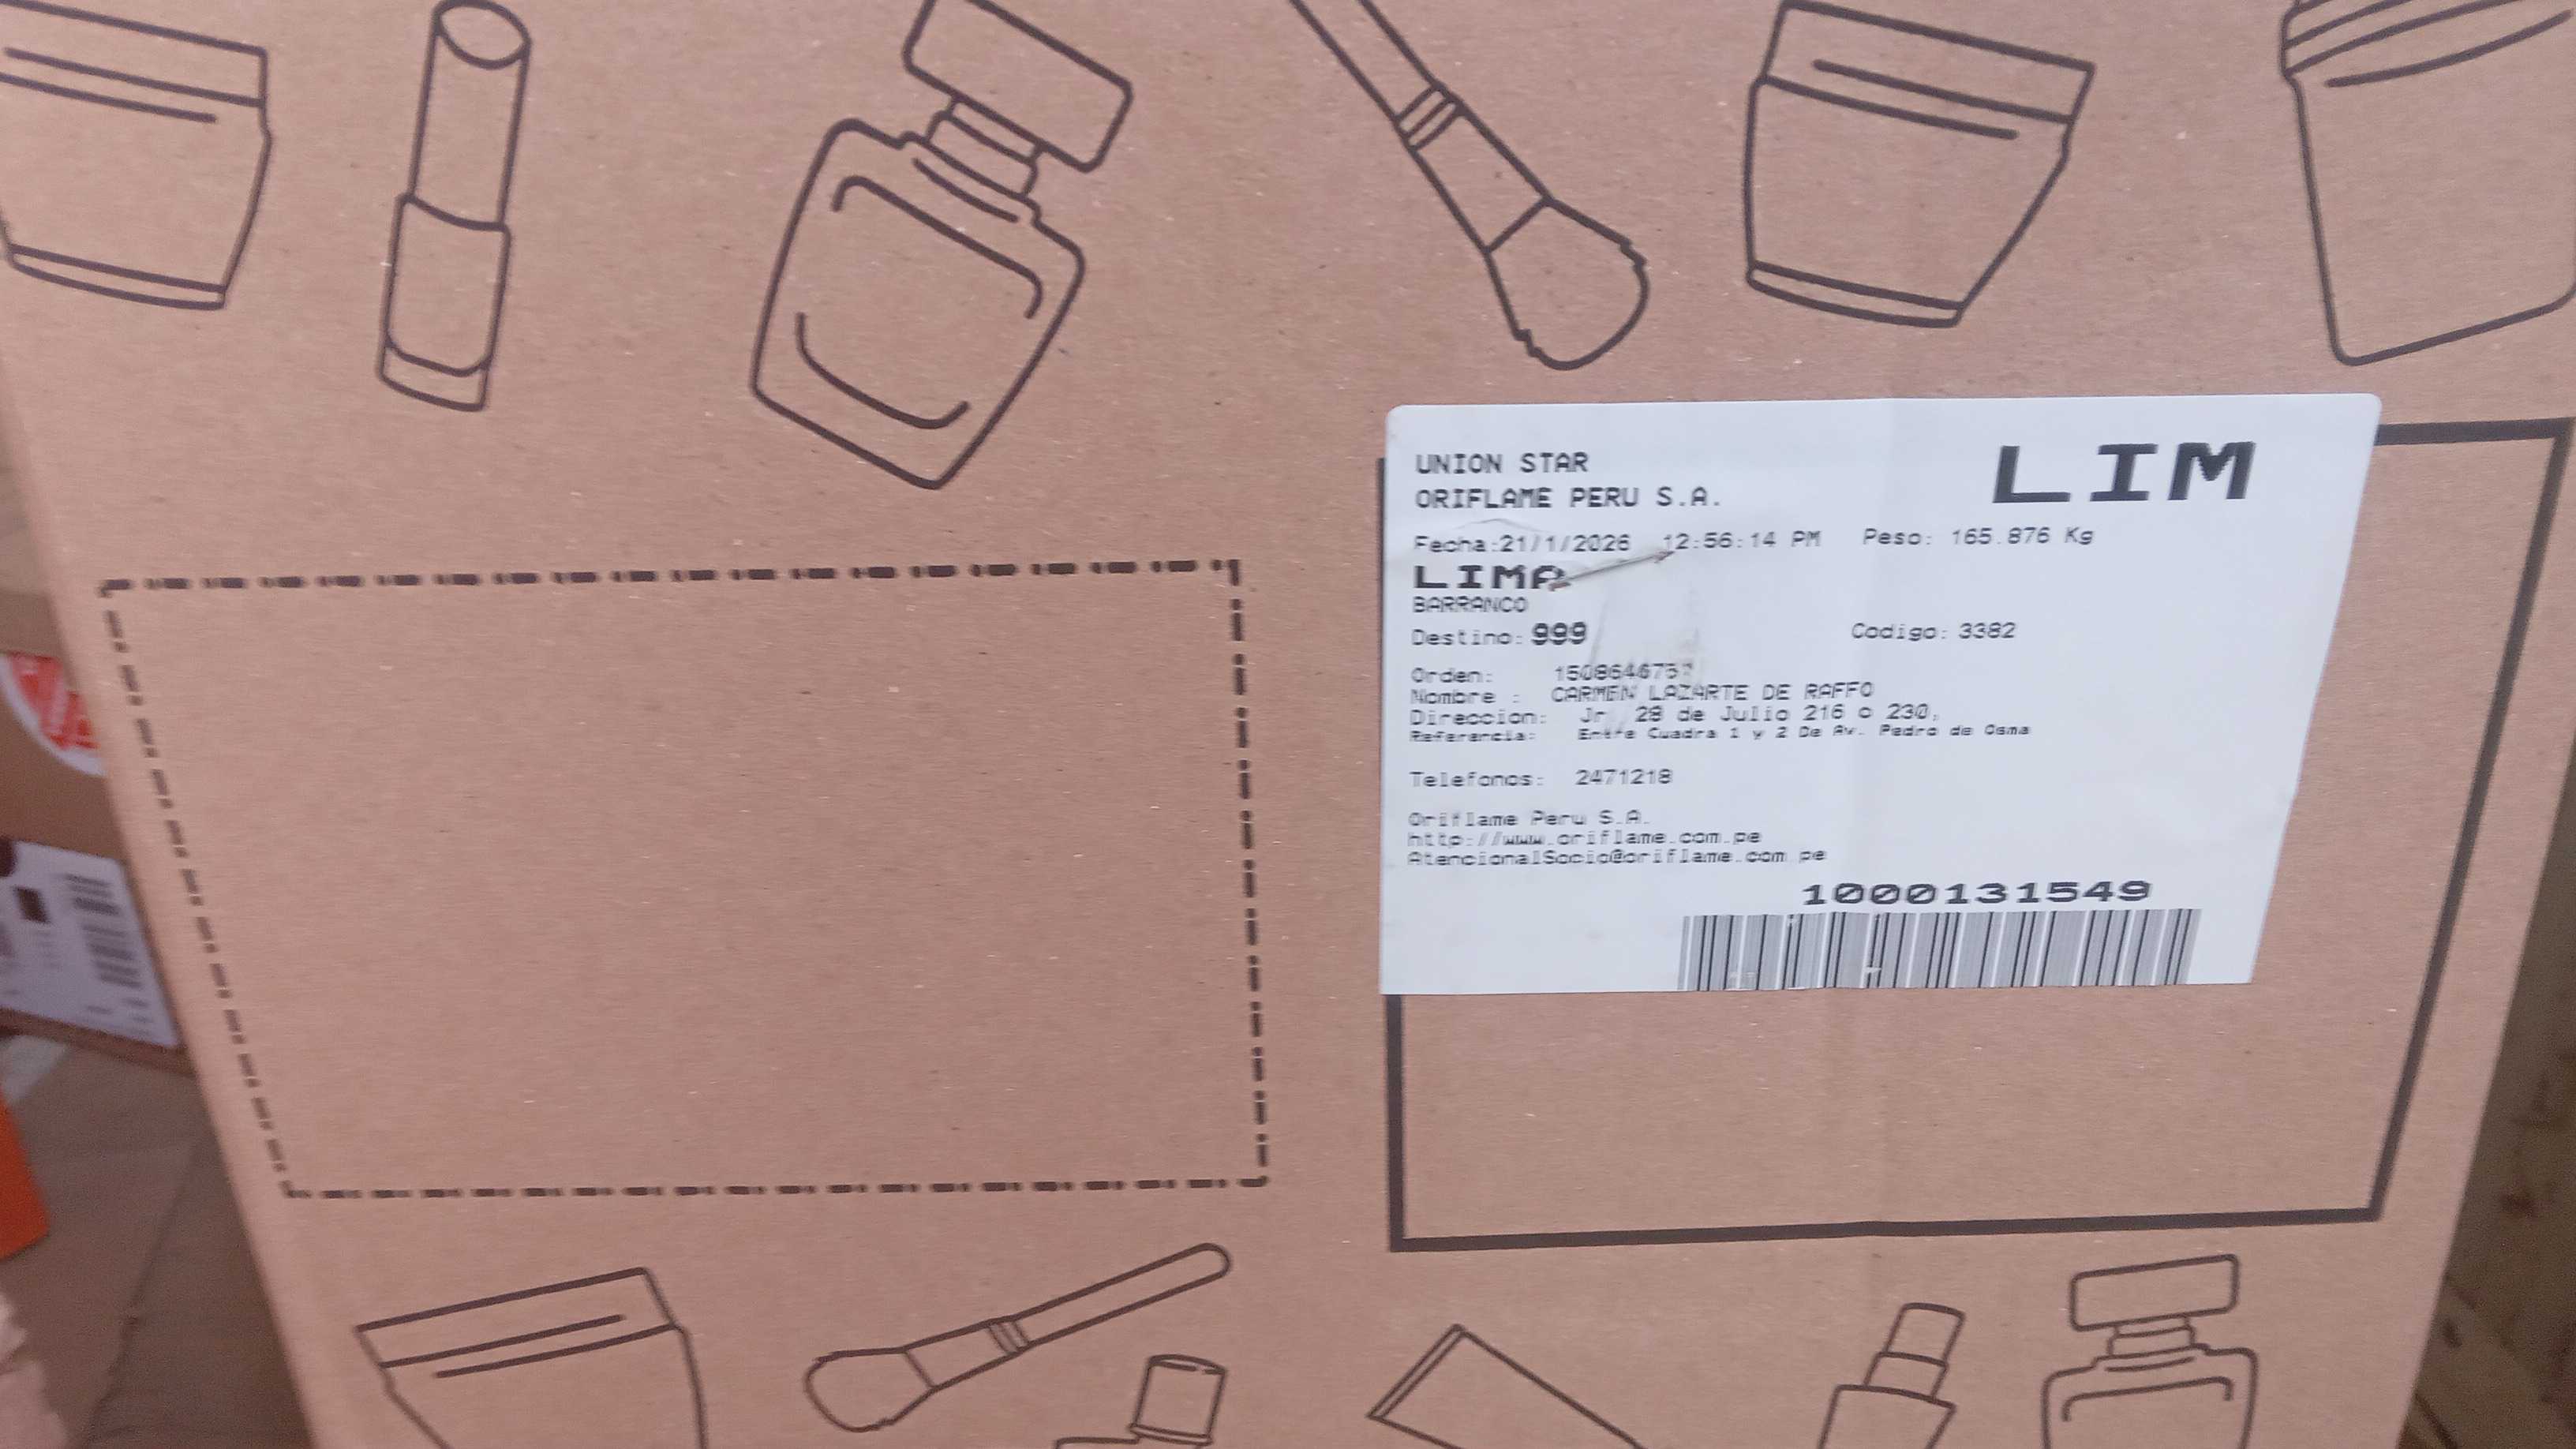 UNION STAR
LIM
ORIFLAME PERU S.A.
Fecha:21/1/2026 12:56:14 PM Peso: 165.876 Kg
LIMA
BARRANCO
Destino: 999 Codigo: 3382
Orden:
Nombre : CARMEN LAZARTE DE RAFFO
Direccion: Jr 28 de Julio 216 o 230,
Referencia: Entre Cuadra 1 y 2 De Av. Pedro de Osma
Telefonos: 2471218
Oriflame Peru S.A.
http://www.oriflame.com.pe
AtencionalSocio@oriflame.com.pe
1000131549